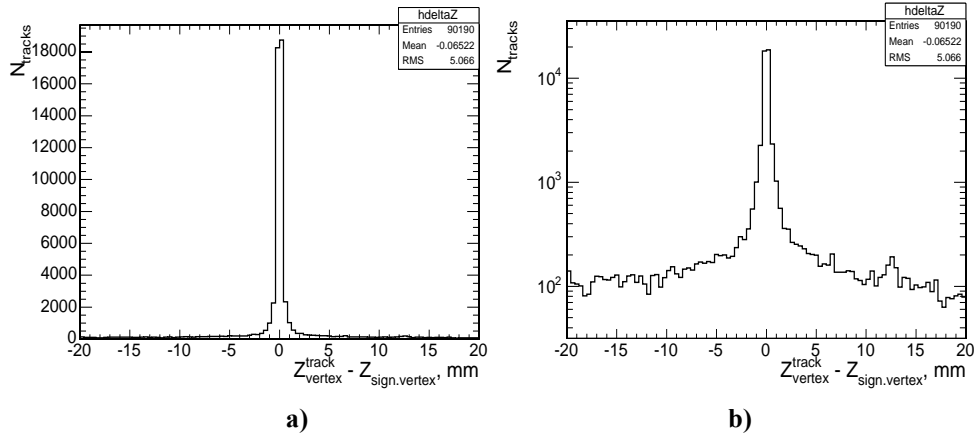 hdeltaZ
Entries 90190
Mean -0.06522
RMS 5.066
N_tracks
18000
16000
14000
12000
10000
8000
6000
4000
2000
0
-20 -15 -10 -5 0 5 10 15 20
Z^track_vertex - Z_sign.vertex, mm
a)
hdeltaZ
Entries 90190
Mean -0.06522
RMS 5.066
N_tracks
10^4
10^3
10^2
-20 -15 -10 -5 0 5 10 15 20
Z^track_vertex - Z_sign.vertex, mm
b)